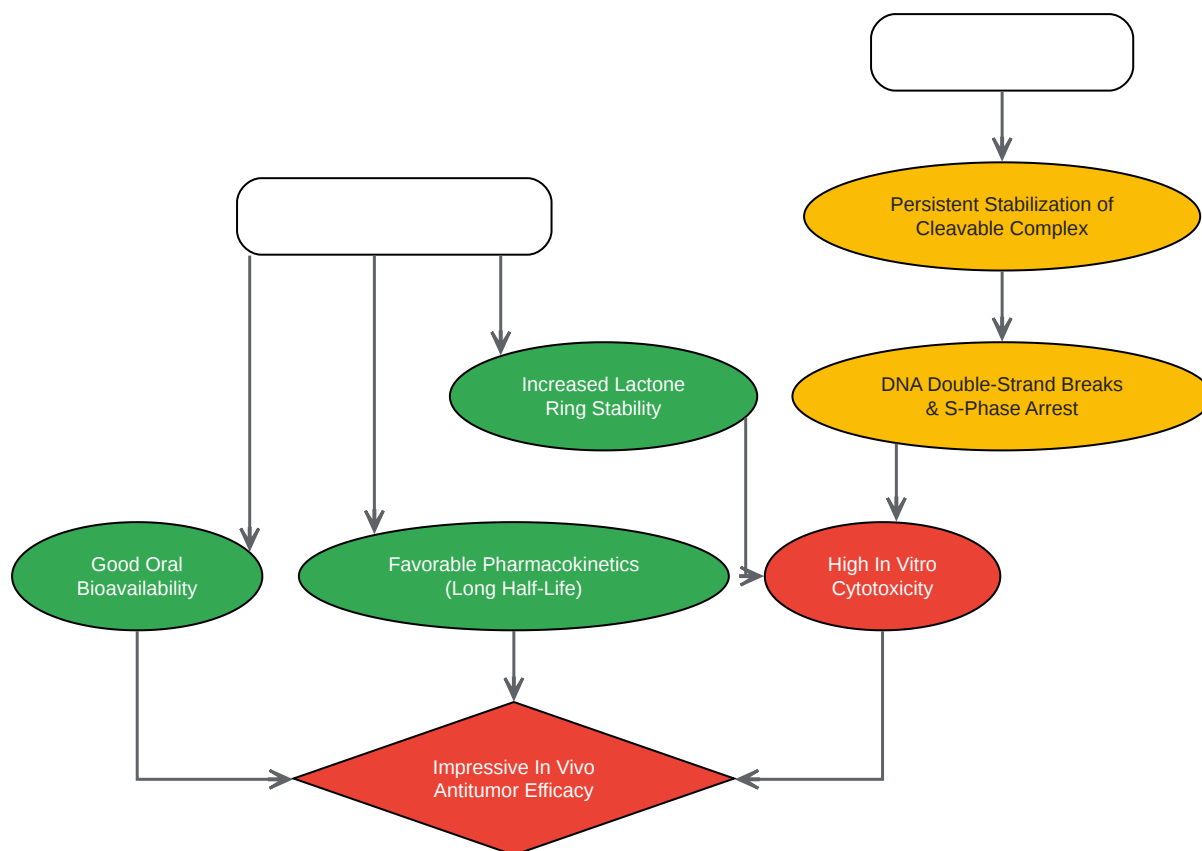 Persistent Stabilization of
Cleavable Complex
Increased Lactone
Ring Stability
DNA Double-Strand Breaks
& S-Phase Arrest
Good Oral
Bioavailability
Favorable Pharmacokinetics
(Long Half-Life)
High In Vitro
Cytotoxicity
Impressive In Vivo
Antitumor Efficacy